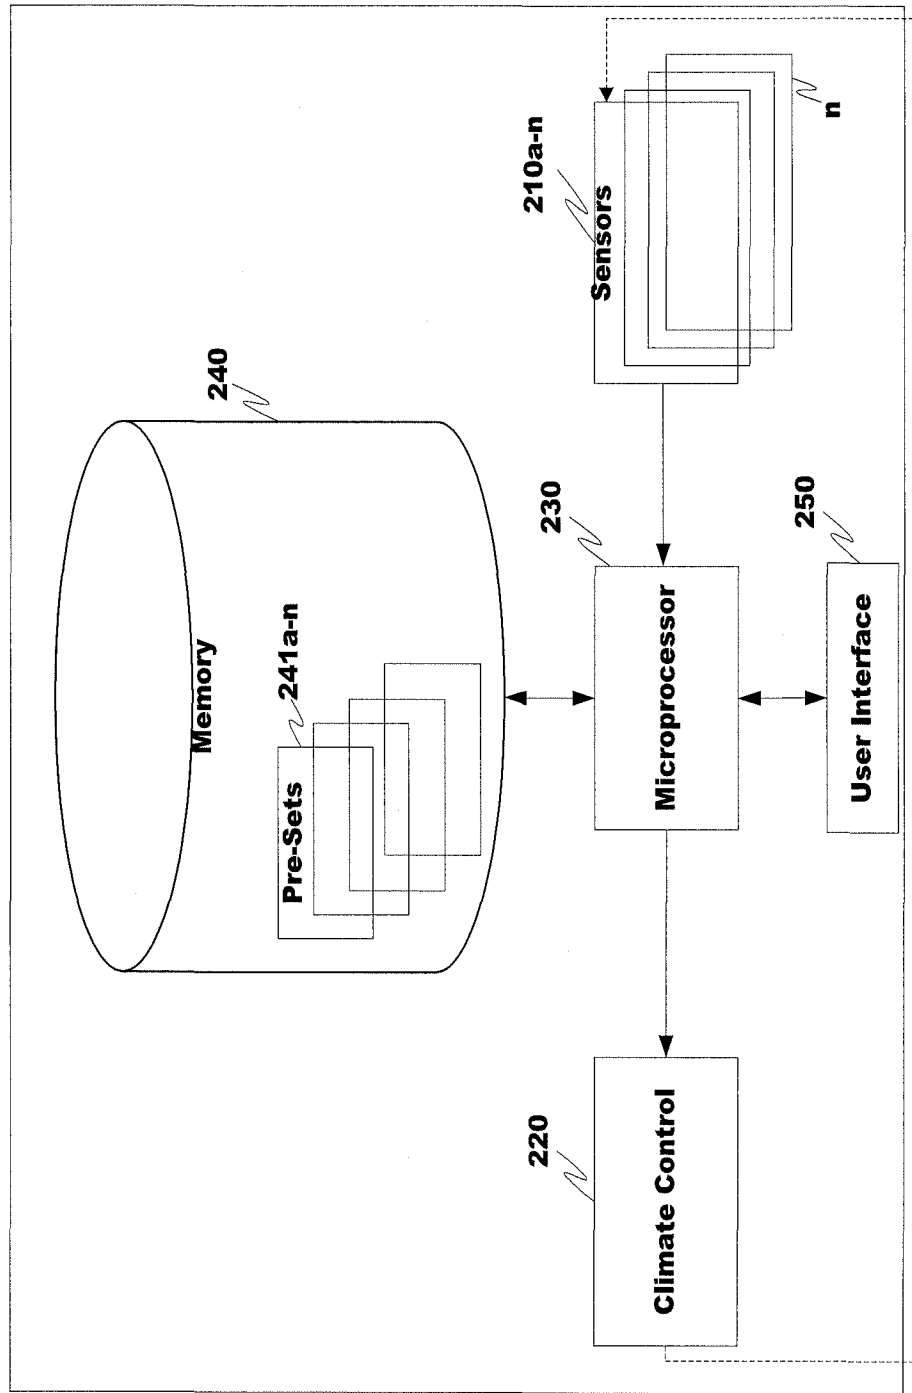 240
Memory
241a-n
Pre-Sets
220
Climate Control
230
Microprocessor
210a-n
Sensors
n
250
User Interface